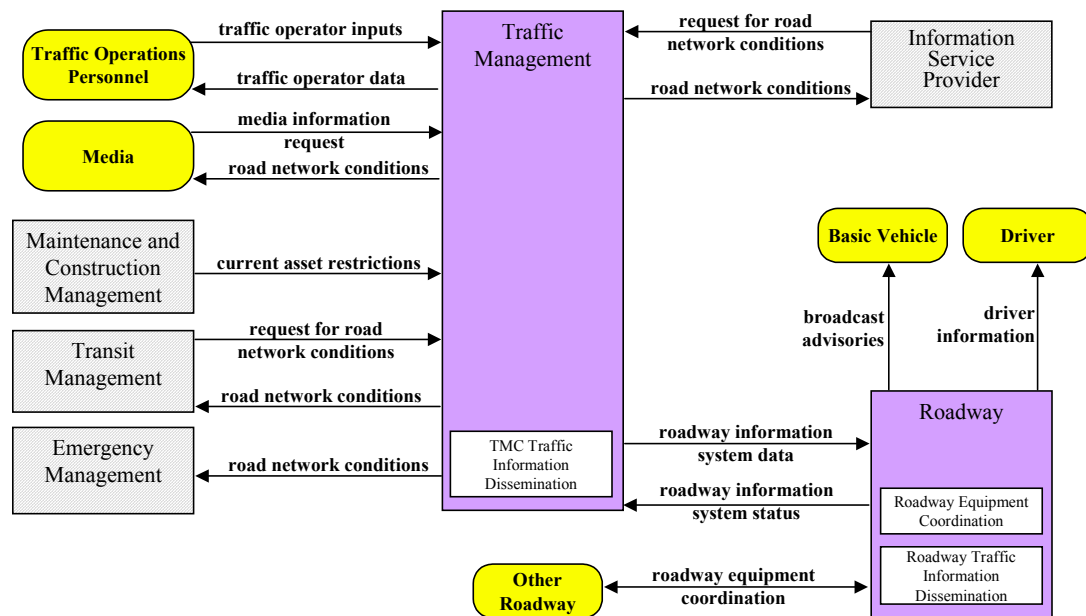 Traffic Operations
Personnel
traffic operator inputs
traffic operator data
Media
media information
request
road network conditions
Maintenance and
Construction
Management
current asset restrictions
Transit
Management
request for road
network conditions
road network conditions
Emergency
Management
road network conditions
Traffic
Management
TMC Traffic
Information
Dissemination
request for road
network conditions
road network conditions
Information
Service
Provider
Basic Vehicle
Driver
broadcast
advisories
driver
information
roadway information
system data
roadway information
system status
Roadway
Roadway Equipment
Coordination
Roadway Traffic
Information
Dissemination
Other
Roadway
roadway equipment
coordination